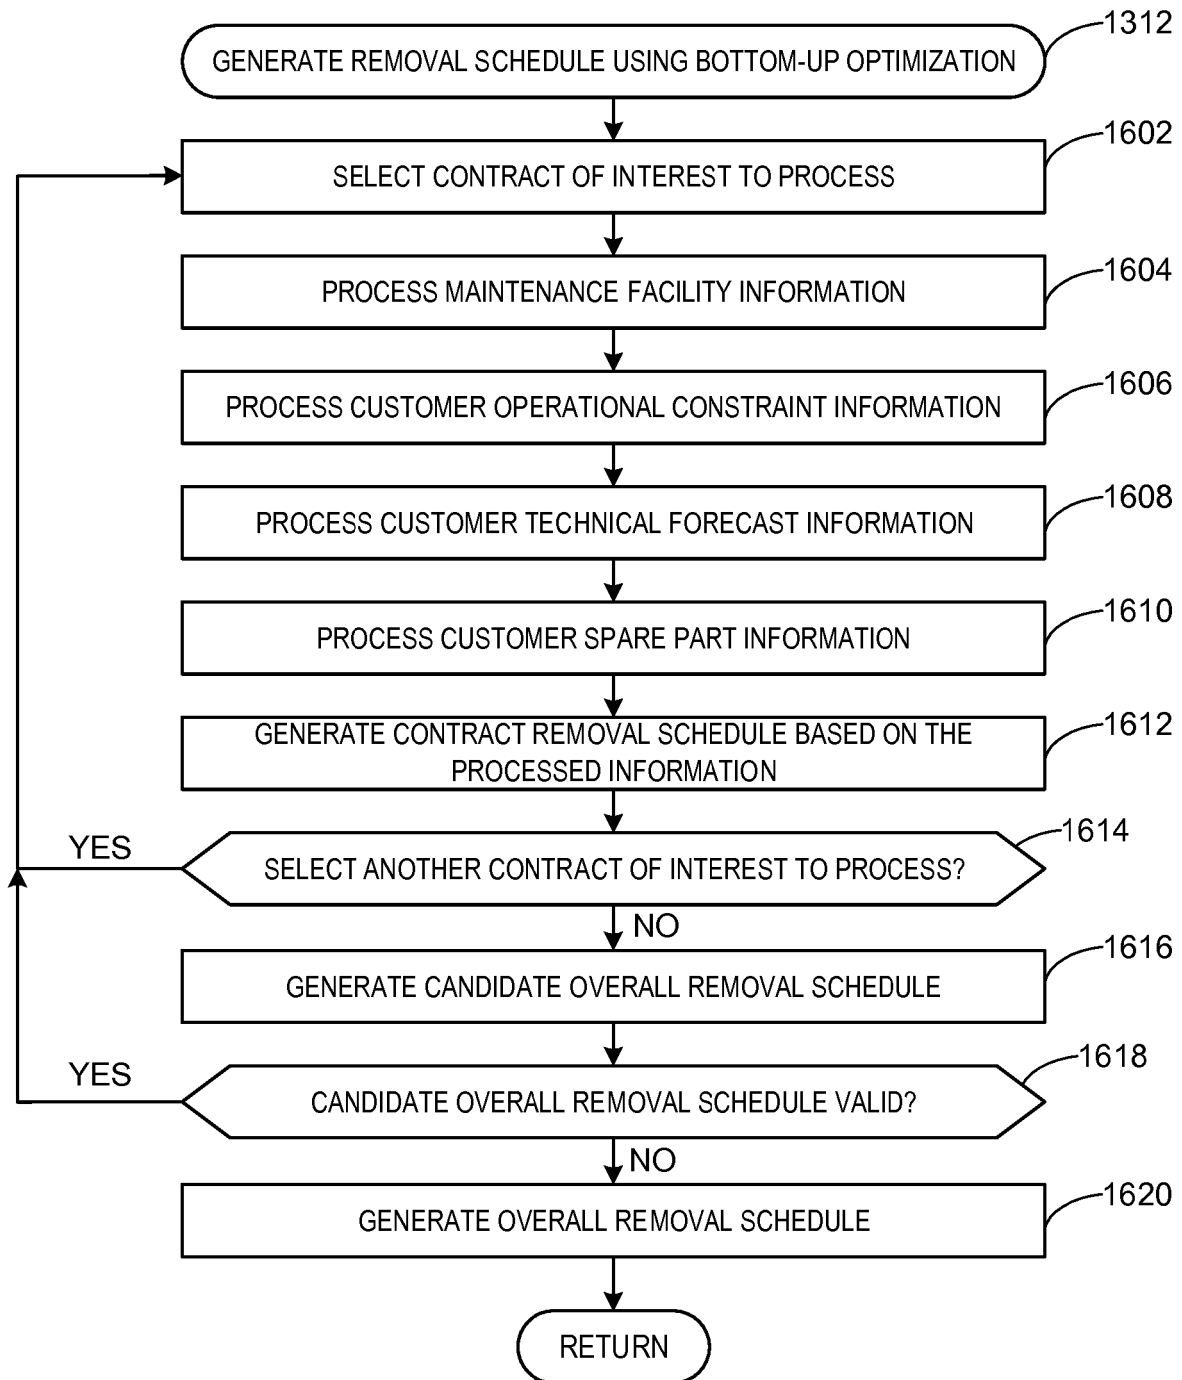 1312
GENERATE REMOVAL SCHEDULE USING BOTTOM-UP OPTIMIZATION
1602
SELECT CONTRACT OF INTEREST TO PROCESS
1604
PROCESS MAINTENANCE FACILITY INFORMATION
1606
PROCESS CUSTOMER OPERATIONAL CONSTRAINT INFORMATION
1608
PROCESS CUSTOMER TECHNICAL FORECAST INFORMATION
1610
PROCESS CUSTOMER SPARE PART INFORMATION
1612
GENERATE CONTRACT REMOVAL SCHEDULE BASED ON THE
PROCESSED INFORMATION
1614
YES
SELECT ANOTHER CONTRACT OF INTEREST TO PROCESS?
NO
1616
GENERATE CANDIDATE OVERALL REMOVAL SCHEDULE
1618
YES
CANDIDATE OVERALL REMOVAL SCHEDULE VALID?
NO
1620
GENERATE OVERALL REMOVAL SCHEDULE
RETURN